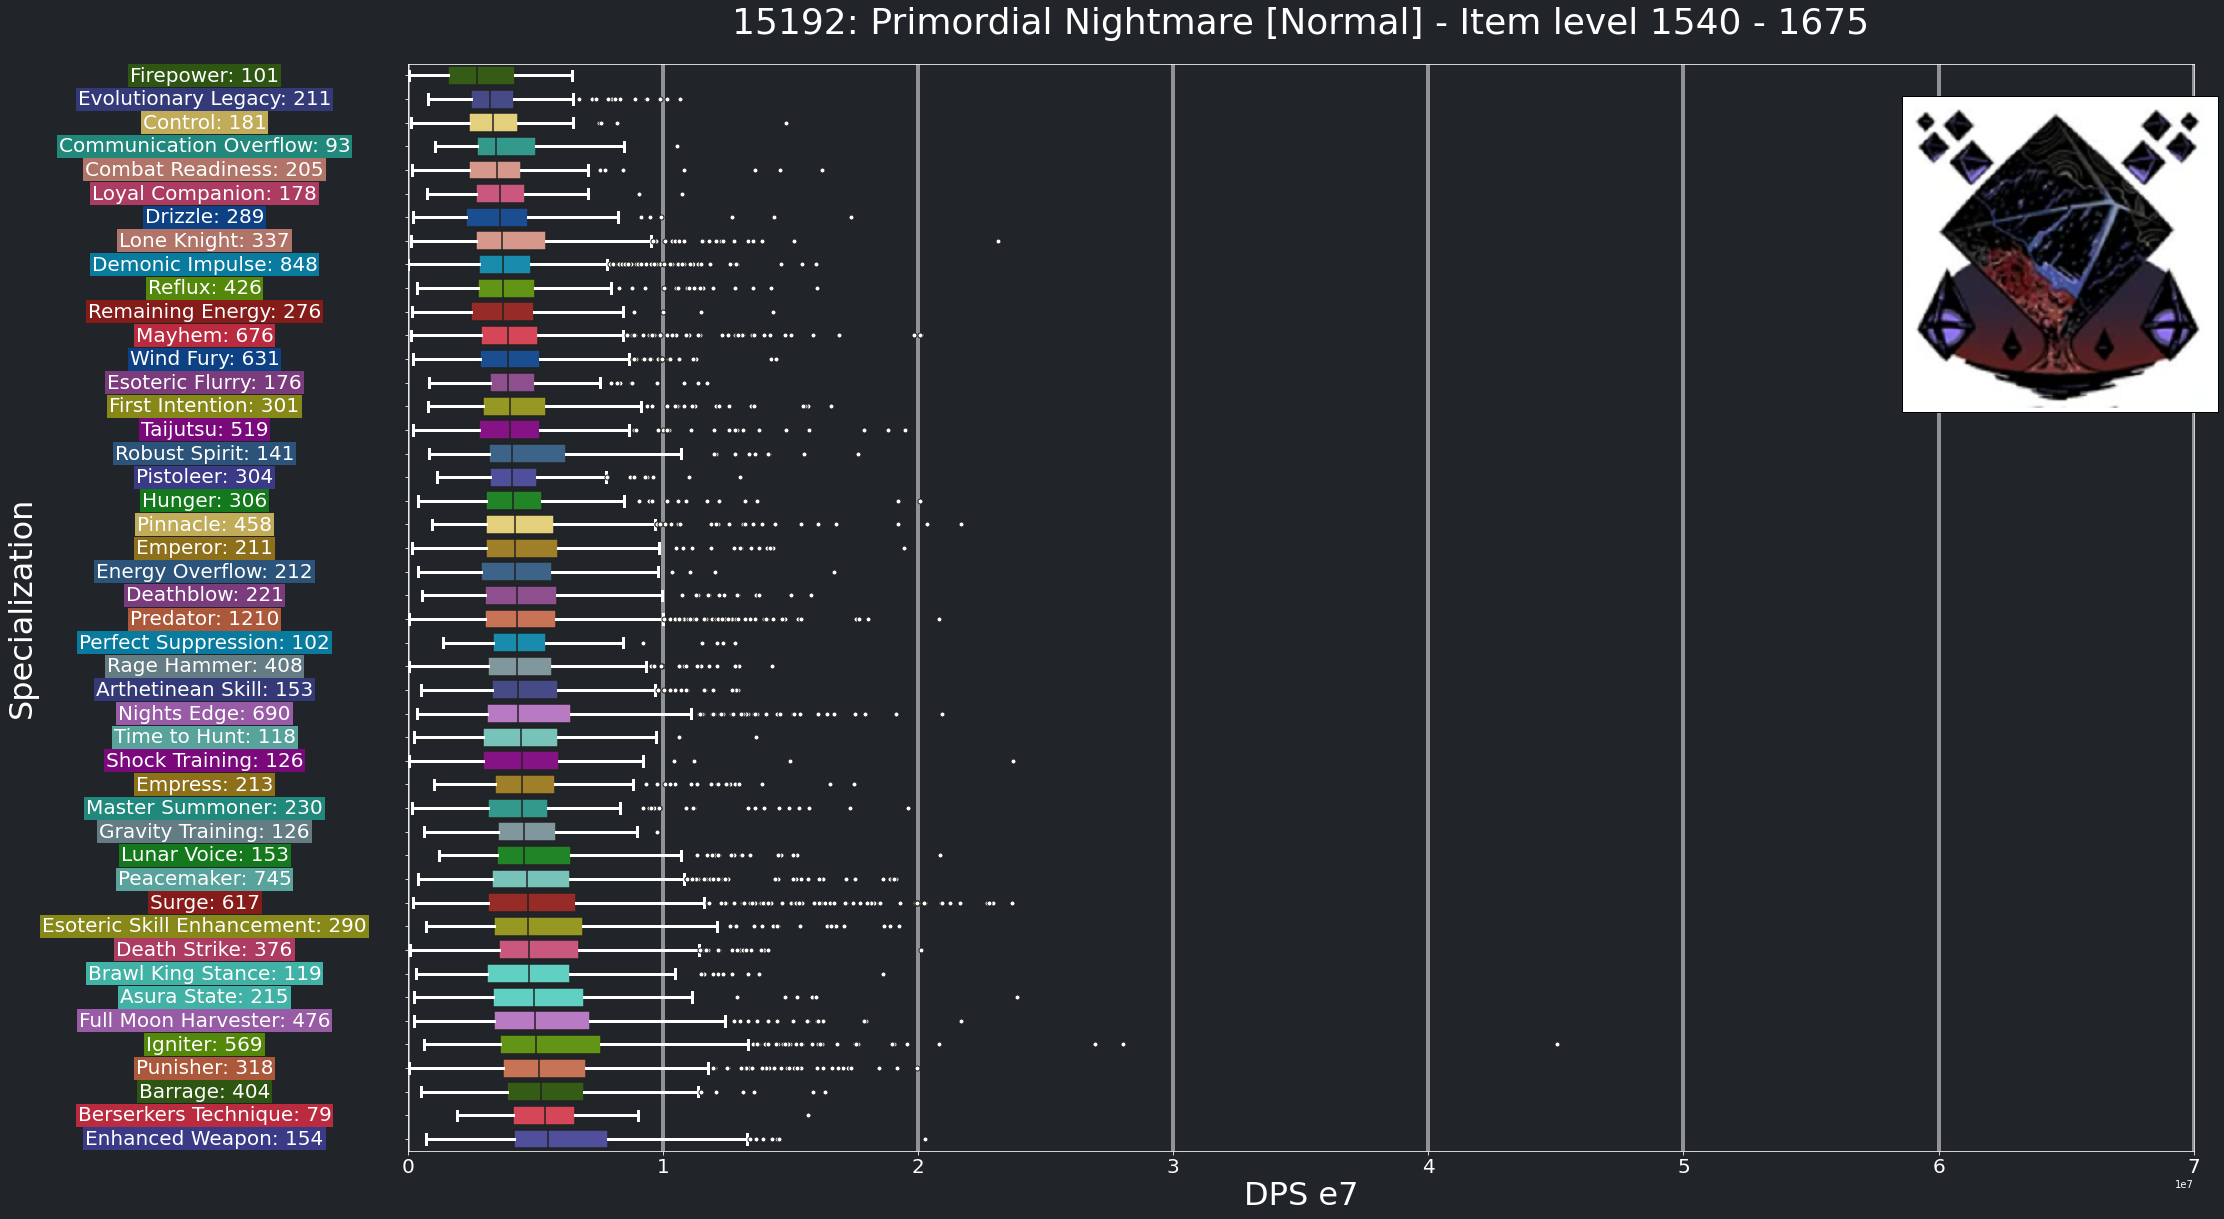 15192: Primordial Nightmare [Normal] - Item level 1540 - 1675
Firepower: 101
Evolutionary Legacy: 211
Control: 181
Communication Overflow: 93
Combat Readiness: 205
Loyal Companion: 178
Drizzle: 289
Lone Knight: 337
Demonic Impulse: 848
Reflux: 426
Remaining Energy: 276
Mayhem: 676
Wind Fury: 631
Esoteric Flurry: 176
First Intention: 301
Taijutsu: 519
Robust Spirit: 141
Pistoleer: 304
Hunger: 306
Pinnacle: 458
Emperor: 211
Energy Overflow: 212
Deathblow: 221
Predator: 1210
Perfect Suppression: 102
Rage Hammer: 408
Arthetinean Skill: 153
Nights Edge: 690
Time to Hunt: 118
Shock Training: 126
Empress: 213
Master Summoner: 230
Gravity Training: 126
Lunar Voice: 153
Peacemaker: 745
Surge: 617
Esoteric Skill Enhancement: 290
Death Strike: 376
Brawl King Stance: 119
Asura State: 215
Full Moon Harvester: 476
Igniter: 569
Punisher: 318
Barrage: 404
Berserkers Technique: 79
Enhanced Weapon: 154
Specialization
0 1 2 3 4 5 6 7
1e7
DPS e7